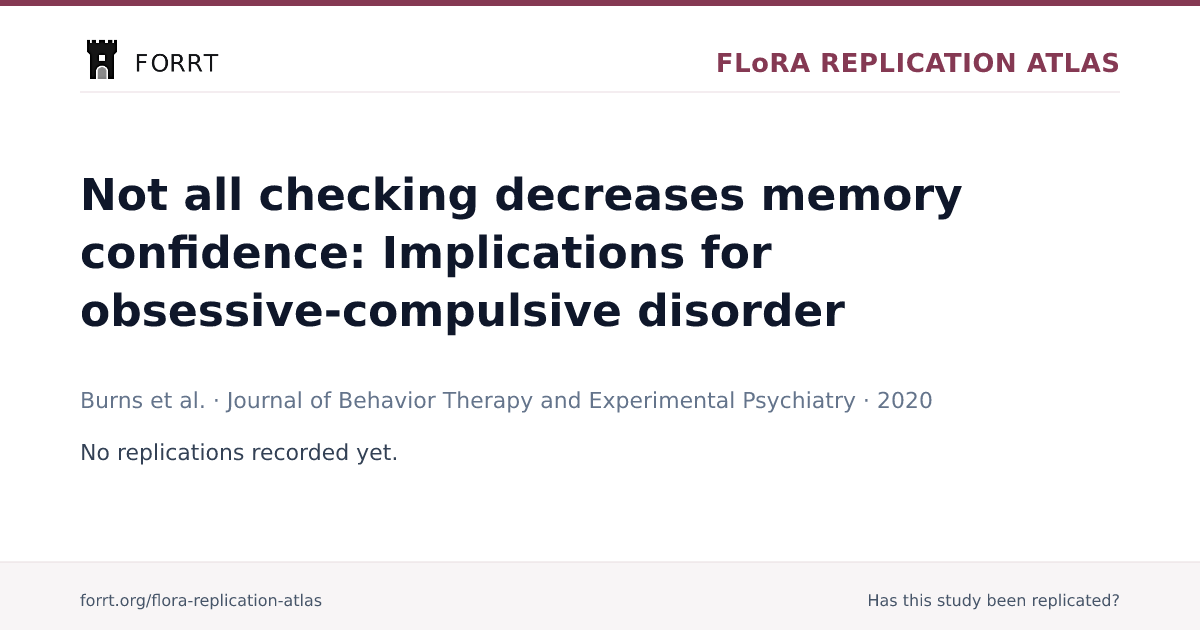 FORRT
FLoRA REPLICATION ATLAS
Not all checking decreases memory
confidence: Implications for
obsessive-compulsive disorder
Burns et al. · Journal of Behavior Therapy and Experimental Psychiatry · 2020
No replications recorded yet.
forrt.org/flora-replication-atlas
Has this study been replicated?